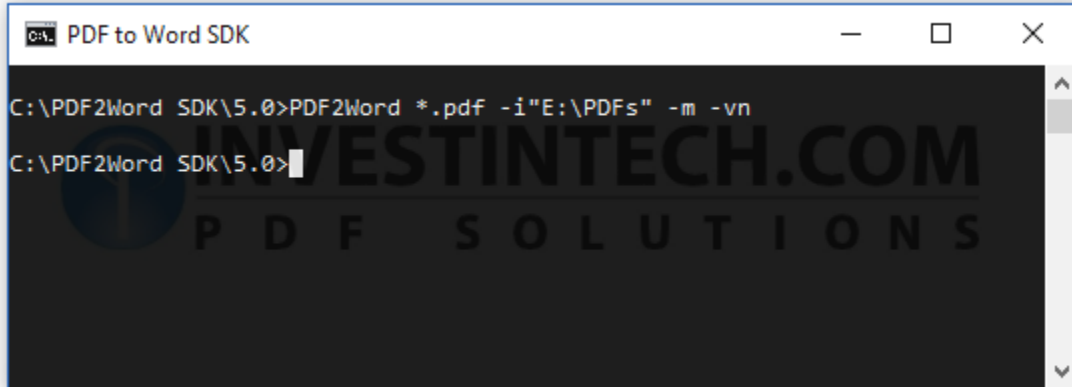 PDF to Word SDK
C:\PDF2Word SDK\5.0>PDF2Word *.pdf -i"E:\PDFs" -m -vn
C:\PDF2Word SDK\5.0>
INVESTINTECH.COM
PDF SOLUTIONS